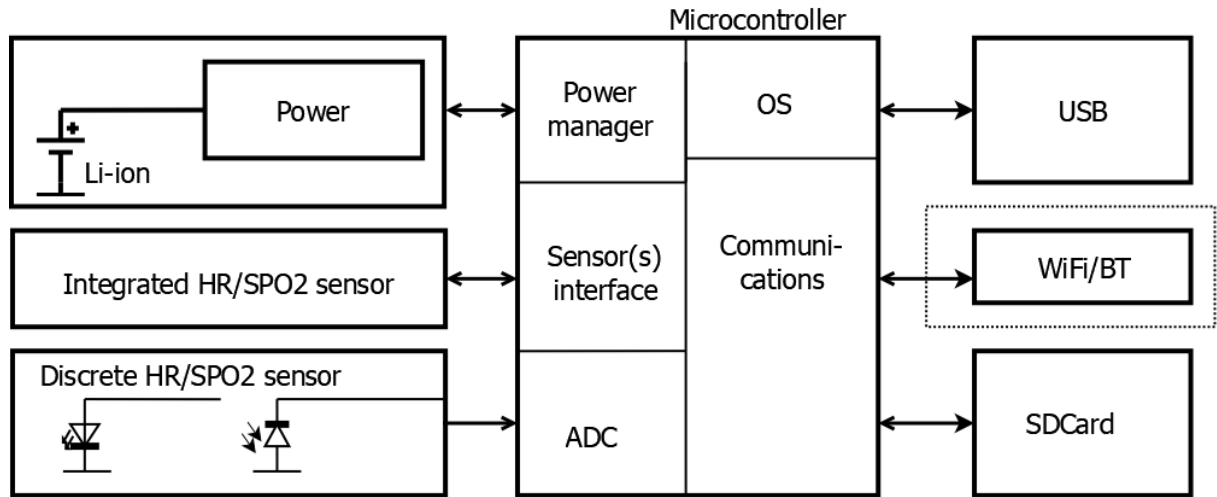 Microcontroller
Power
+
Li-ion
Power
manager
OS
USB
Integrated HR/SPO2 sensor
Sensor(s)
interface
Communi-
cations
WiFi/BT
Discrete HR/SPO2 sensor
ADC
SDCard